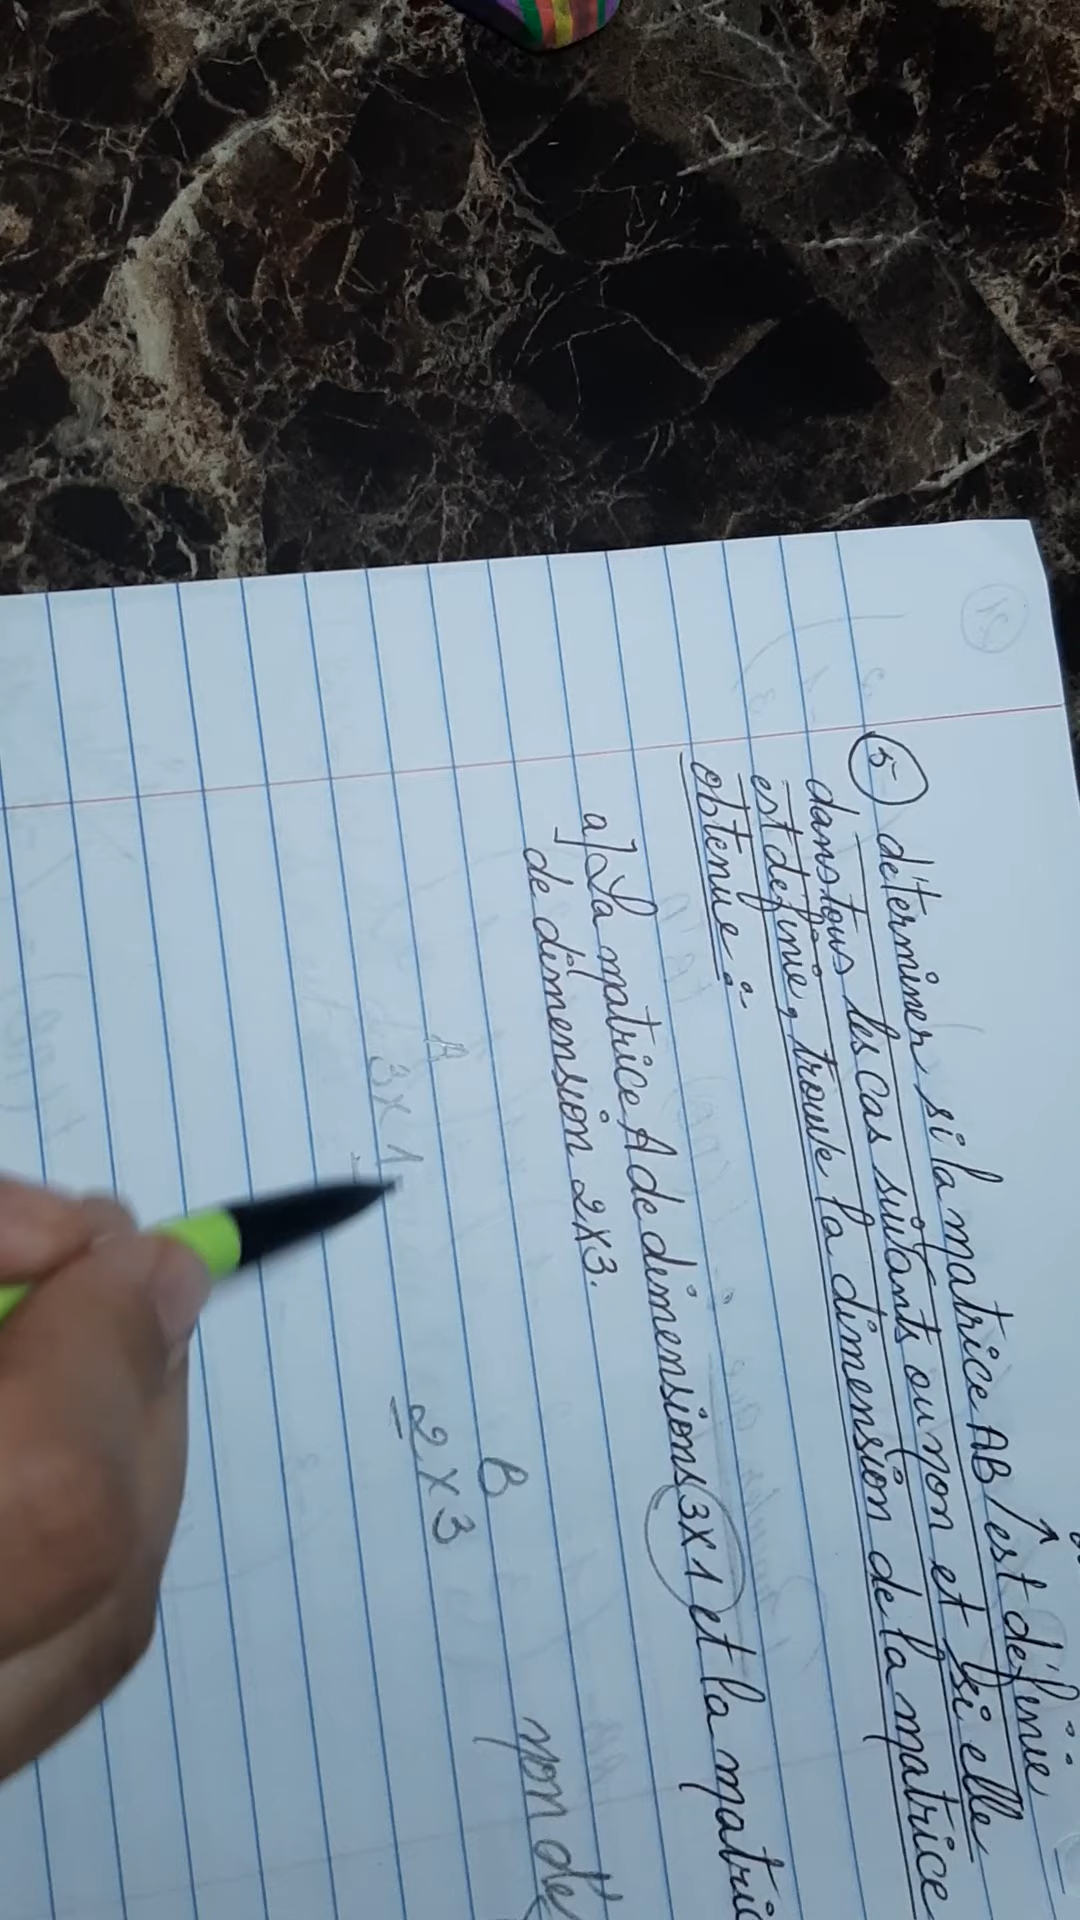 5 déterminer si la matrice AB est définie
dans tous les cas suivants ou non et si elle
est définie, trouve la dimension de la matrice
obtenue :
a] La matrice A de dimensions 3x1 et la matric
de dimension 2x3.
non dé
A B
3x1 2x3